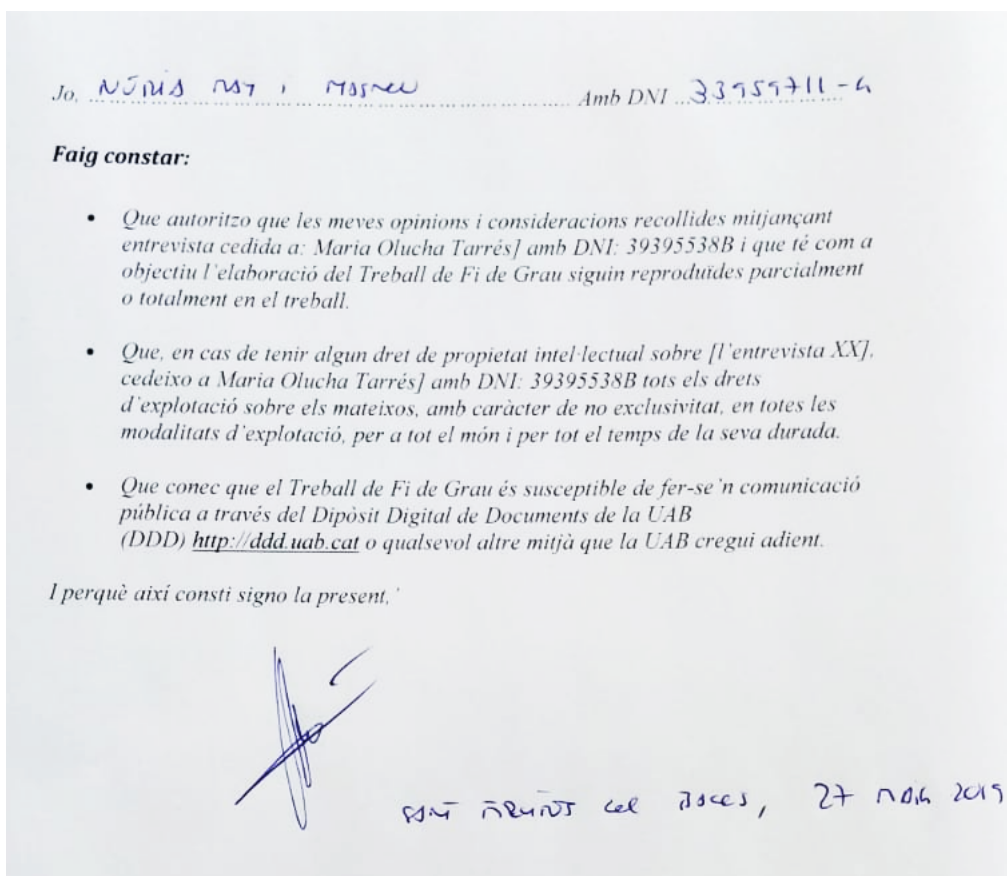 Jo, NÚRIA i Amb DNI 33959711-G
Faig constar:
• Que autoritzo que les meves opinions i consideracions recollides mitjançant
entrevista cedida a: Maria Olucha Tarrés] amb DNI: 39395538B i que té com a
objectiu l'elaboració del Treball de Fi de Grau siguin reproduïdes parcialment
o totalment en el treball.
• Que, en cas de tenir algun dret de propietat intel·lectual sobre [l'entrevista XX],
cedeixo a Maria Olucha Tarrés] amb DNI: 39395538B tots els drets
d'explotació sobre els mateixos, amb caràcter de no exclusivitat, en totes les
modalitats d'explotació, per a tot el món i per tot el temps de la seva durada.
• Que conec que el Treball de Fi de Grau és susceptible de fer-se'n comunicació
pública a través del Dipòsit Digital de Documents de la UAB
(DDD) http://ddd.uab.cat o qualsevol altre mitjà que la UAB cregui adient.
I perquè així consti signo la present,
SANT del , 27 MAIG 2019